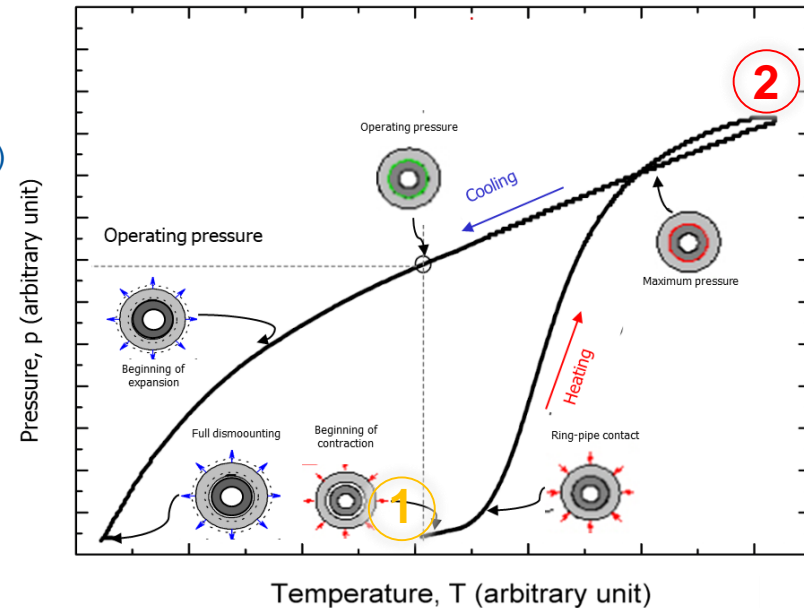 2
Operating pressure
Cooling
Operating pressure
Maximum pressure
Beginning of
expansion
Heating
Full dismoounting
Beginning of
contraction
Ring-pipe contact
1
Pressure, p (arbitrary unit)
Temperature, T (arbitrary unit)